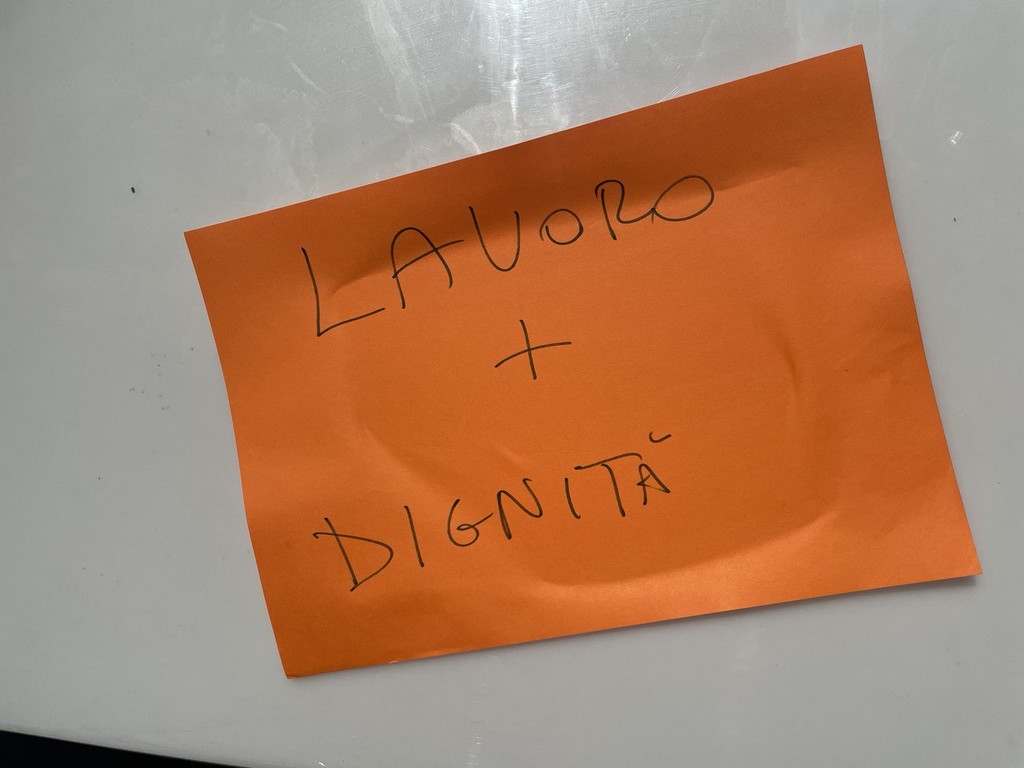 LAVORO
+
DIGNITÀ